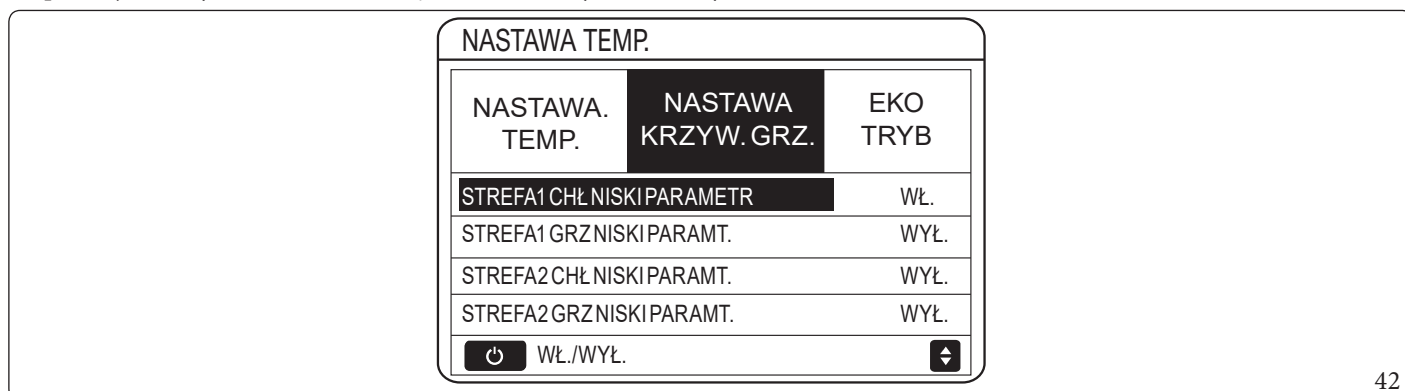 NASTAWA TEMP.
NASTAWA. TEMP.
NASTAWA KRZYW. GRZ.
EKO TRYB
STREFA1 CHŁ NISKI PARAMETR WŁ.
STREFA1 GRZ NISKI PARAMT. WYŁ.
STREFA2 CHŁ NISKI PARAMT. WYŁ.
STREFA2 GRZ NISKI PARAMT. WYŁ.
WŁ./WYŁ.
42